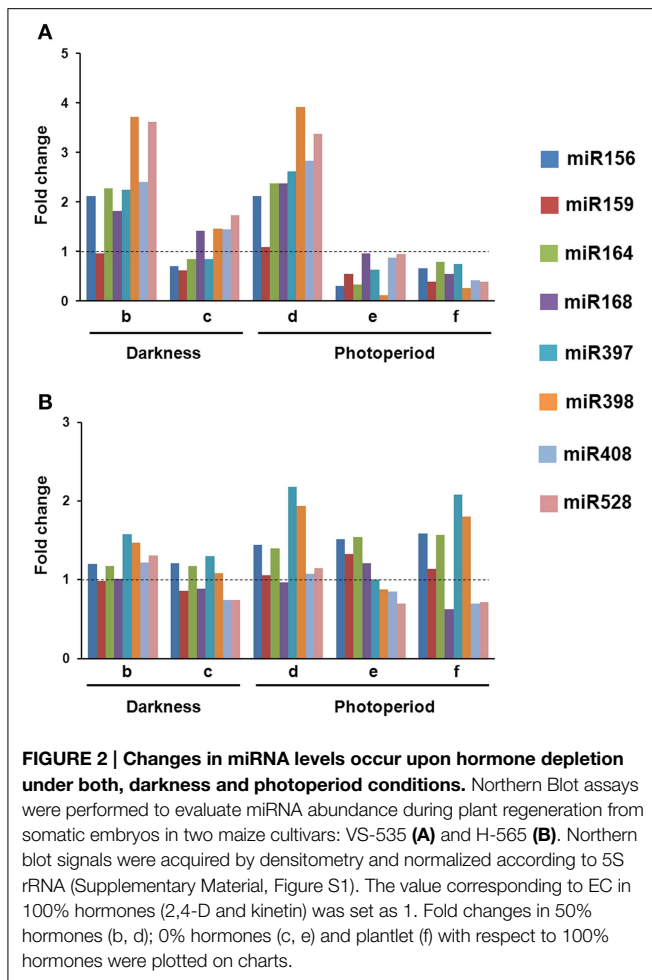 A
Fold change
5
4
3
2
1
0
b
c
d
e
f
Darkness
Photoperiod
miR156
miR159
miR164
miR168
miR397
miR398
miR408
miR528
B
Fold change
3
2
1
0
b
c
d
e
f
Darkness
Photoperiod
FIGURE 2 | Changes in miRNA levels occur upon hormone depletion
under both, darkness and photoperiod conditions. Northern Blot assays
were performed to evaluate miRNA abundance during plant regeneration from
somatic embryos in two maize cultivars: VS-535 (A) and H-565 (B). Northern
blot signals were acquired by densitometry and normalized according to 5S
rRNA (Supplementary Material, Figure S1). The value corresponding to EC in
100% hormones (2,4-D and kinetin) was set as 1. Fold changes in 50%
hormones (b, d); 0% hormones (c, e) and plantlet (f) with respect to 100%
hormones were plotted on charts.